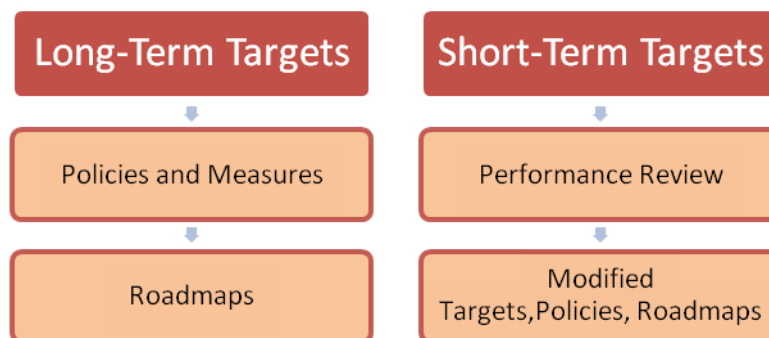 Long-Term Targets
Policies and Measures
Roadmaps
Short-Term Targets
Performance Review
Modified
Targets,Policies, Roadmaps